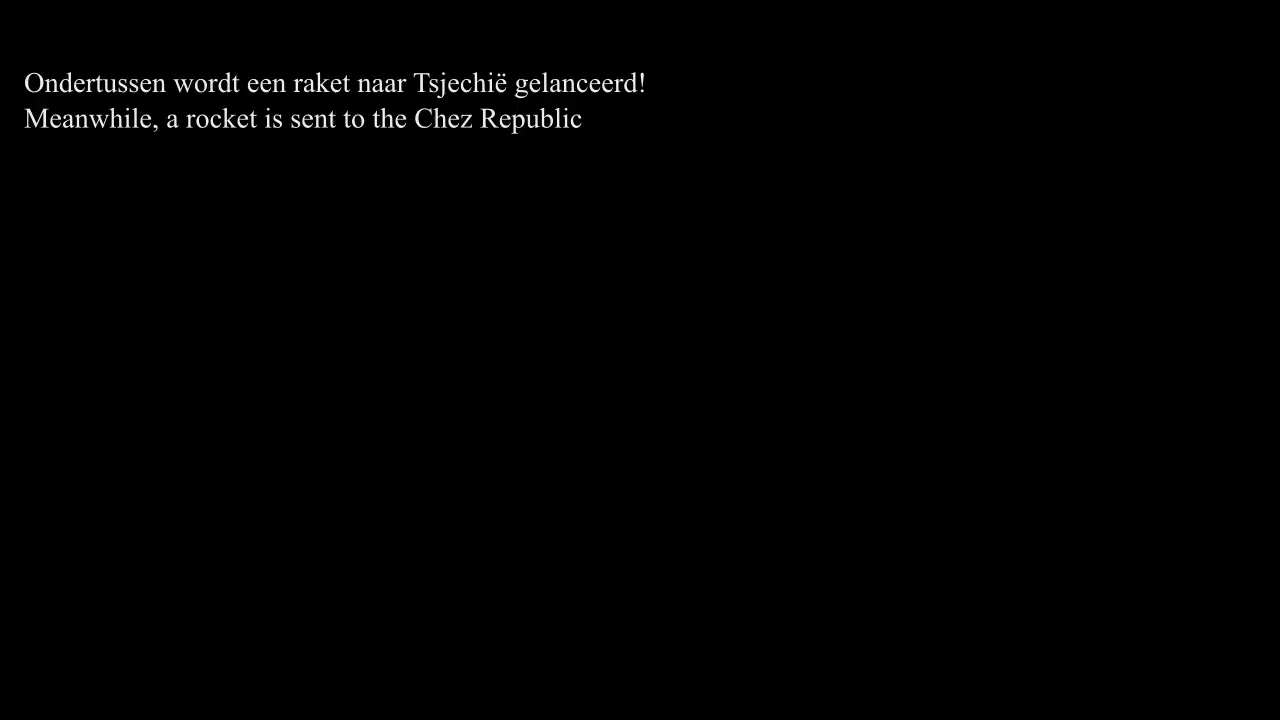 Ondertussen wordt een raket naar Tsjechië gelanceerd!
Meanwhile, a rocket is sent to the Chez Republic